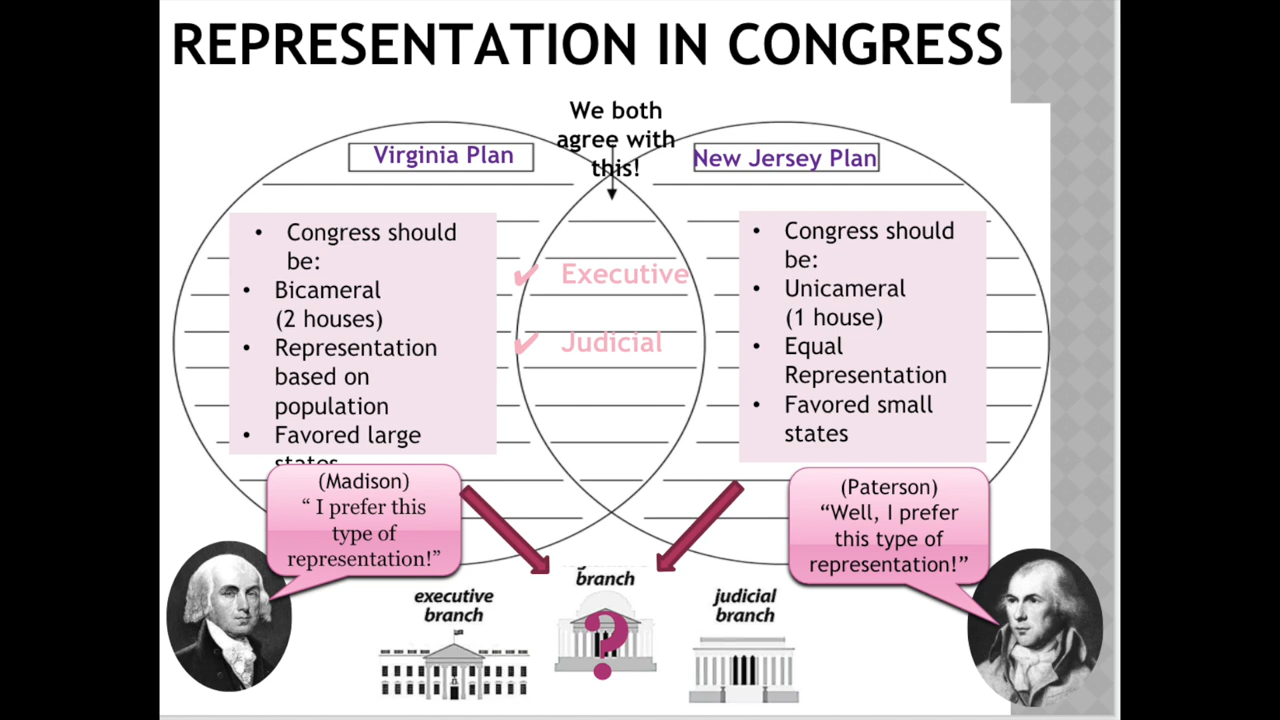 REPRESENTATION IN CONGRESS
We both
agree with
this!
Virginia Plan
New Jersey Plan
• Congress should
be:
• Bicameral
(2 houses)
• Representation
based on
population
• Favored large
states
✔ Executive
✔ Judicial
• Congress should
be:
• Unicameral
(1 house)
• Equal
Representation
• Favored small
states
(Madison)
“ I prefer this
type of
representation!”
(Paterson)
“Well, I prefer
this type of
representation!”
executive
branch
branch
?
judicial
branch